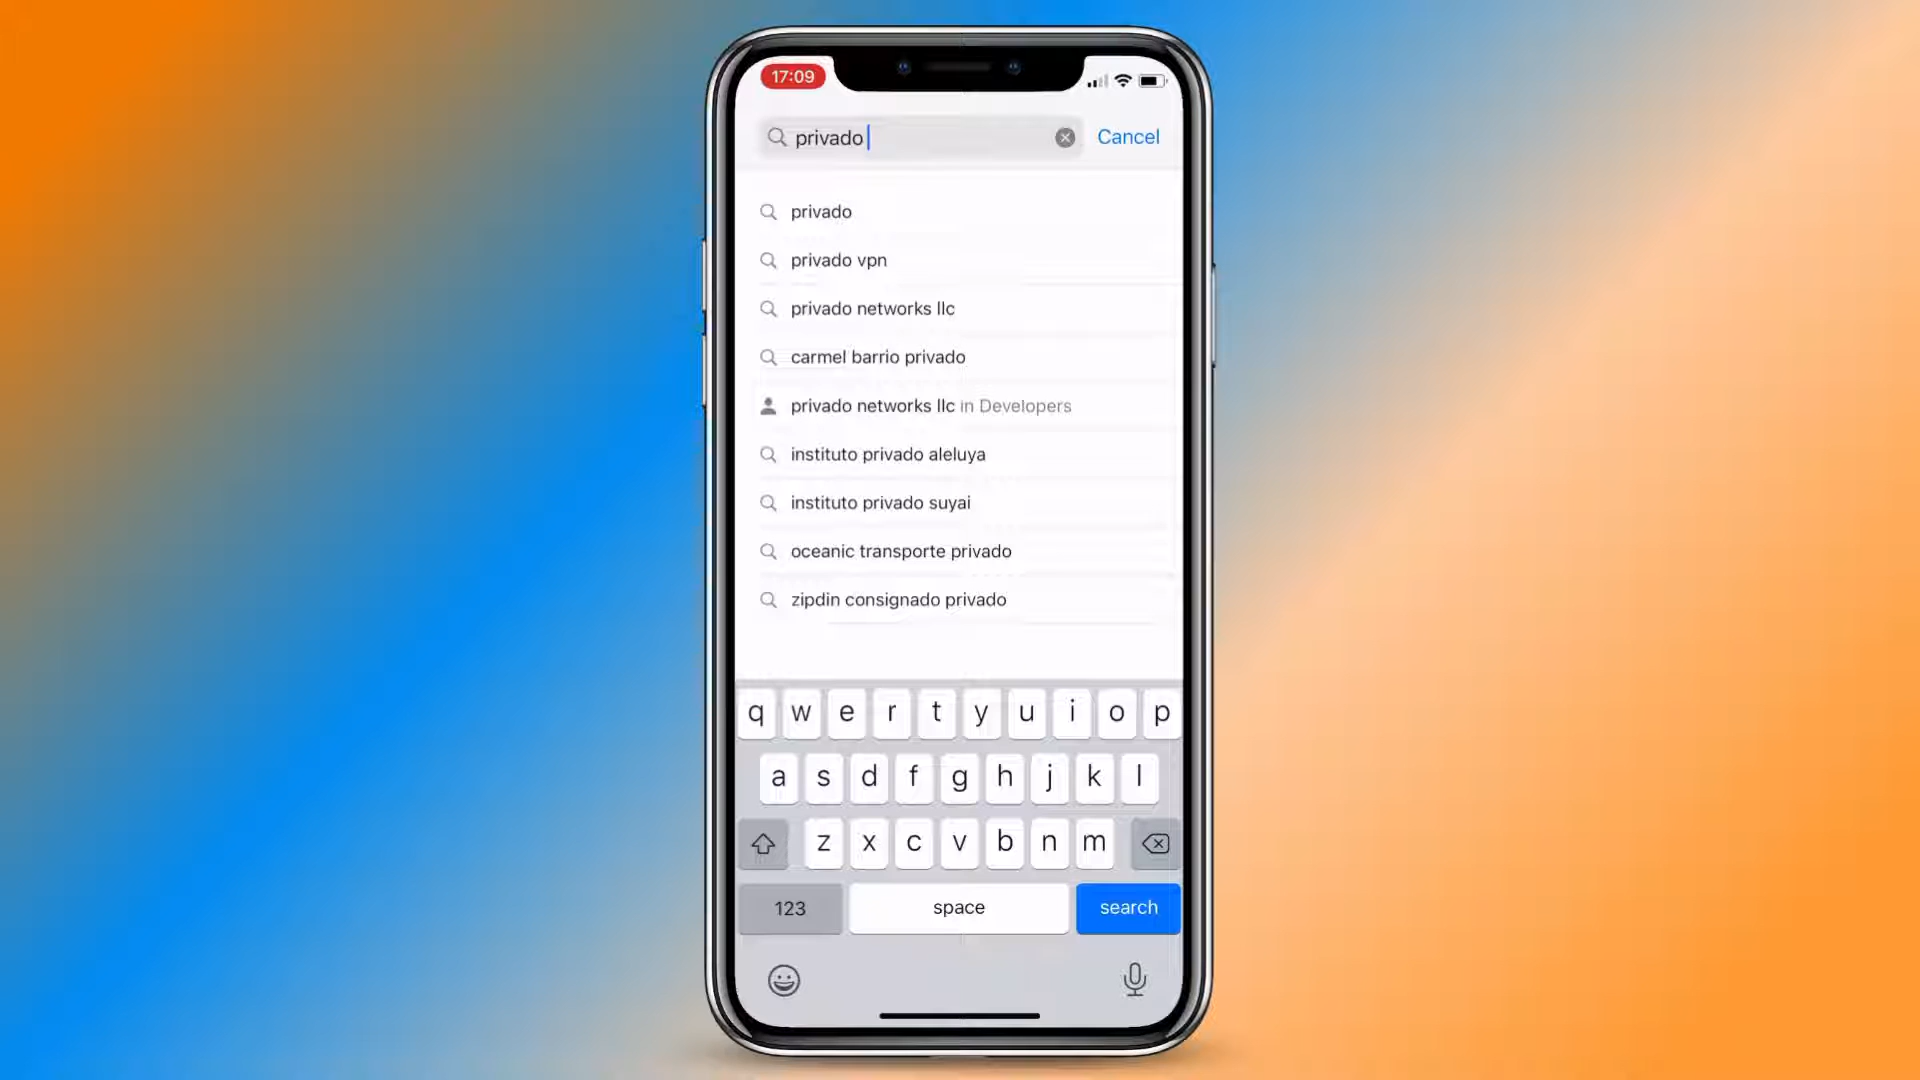 17:09
privado
Cancel
privado
privado vpn
privado networks llc
carmel barrio privado
privado networks llc in Developers
instituto privado aleluya
instituto privado suyai
oceanic transporte privado
zipdin consignado privado
q w e r t y u i o p
a s d f g h j k l
z x c v b n m
123 space search